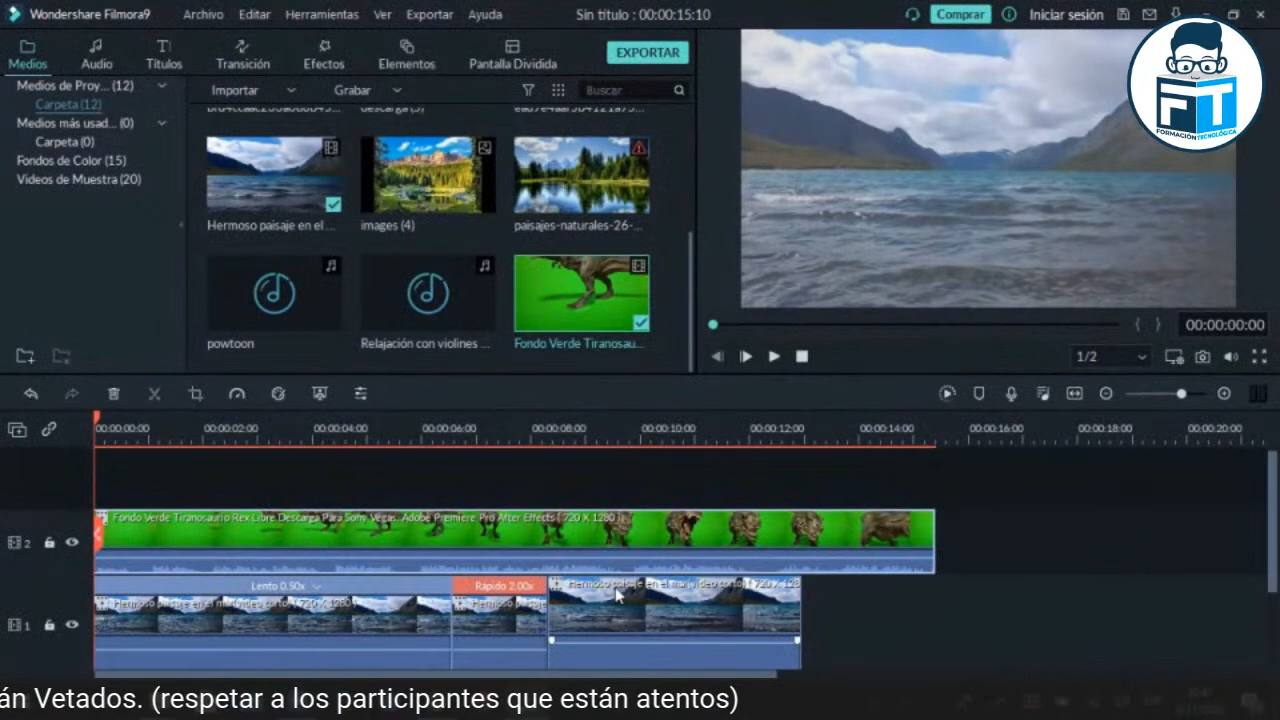 Wondershare Filmora9 Archivo Editar Herramientas Ver Exportar Ayuda Sin título : 00:00:15:10 Comprar Iniciar sesión
Medios Audio Títulos Transición Efectos Elementos Pantalla Dividida EXPORTAR
Medios de Proy... (12)
Carpeta (12)
Medios más usad... (0)
Carpeta (0)
Fondos de Color (15)
Videos de Muestra (20)
Importar Grabar Buscar
Hermoso paisaje en el ... images (4) paisajes-naturales-26-...
powtoon Relajación con violines ... Fondo Verde Tiranosau...
FT
FORMACIÓN
TECNOLÓGICA
{ } 00:00:00:00
1/2
00:00:00:00 00:00:02:00 00:00:04:00 00:00:06:00 00:00:08:00 00:00:10:00 00:00:12:00 00:00:14:00 00:00:16:00 00:00:18:00 00:00:20:00
Fondo Verde Tiranosaurio Rex Libre Descarga Para Sony Vegas. Adobe Premiere Pro After Effects ( 720 X 1280 )
2
Lento 0.50x Rápido 2.00x
Hermoso paisaje en el mar(video corto) ( 720 X 1280 ) Hermoso paisaje Hermoso paisaje en el mar(video corto) ( 720 X 128
1
án Vetados. (respetar a los participantes que están atentos)